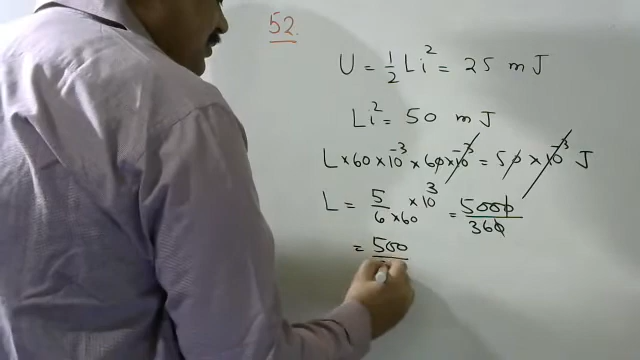 52.
U = 1/2 Li² = 25 mJ
Li² = 50 mJ
L × 60 × 10⁻³ × 60 × 10⁻³ = 50 × 10⁻³ J
L = 5/(6 × 60) × 10³ = 5000/360
= 500/